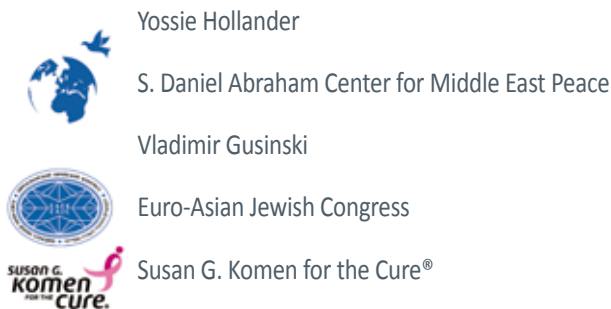 Yossie Hollander
S. Daniel Abraham Center for Middle East Peace
Vladimir Gusinski
Euro-Asian Jewish Congress
susan g.
komen
FOR THE
cure.
Susan G. Komen for the Cure®